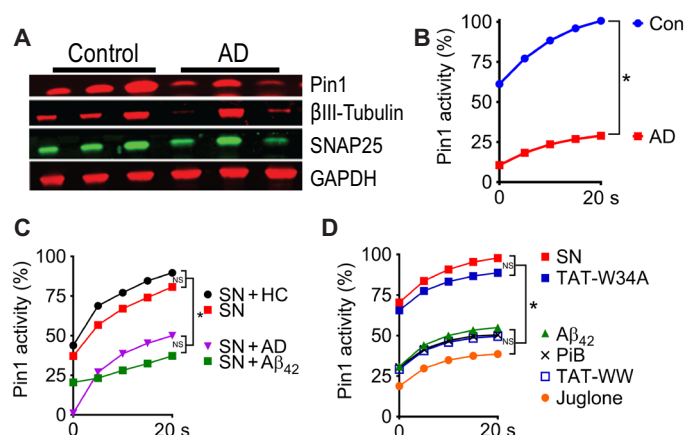 A
Control
AD
Pin1
βIII-Tubulin
SNAP25
GAPDH
B
Pin1 activity (%)
100
75
50
25
0
0
20 s
*
Con
AD
C
Pin1 activity (%)
100
75
50
25
0
0
20 s
NS
*
NS
SN + HC
SN
SN + AD
SN + Aβ42
D
Pin1 activity (%)
100
75
50
25
0
0
20 s
NS
*
NS
SN
TAT-W34A
Aβ42
PiB
TAT-WW
Juglone